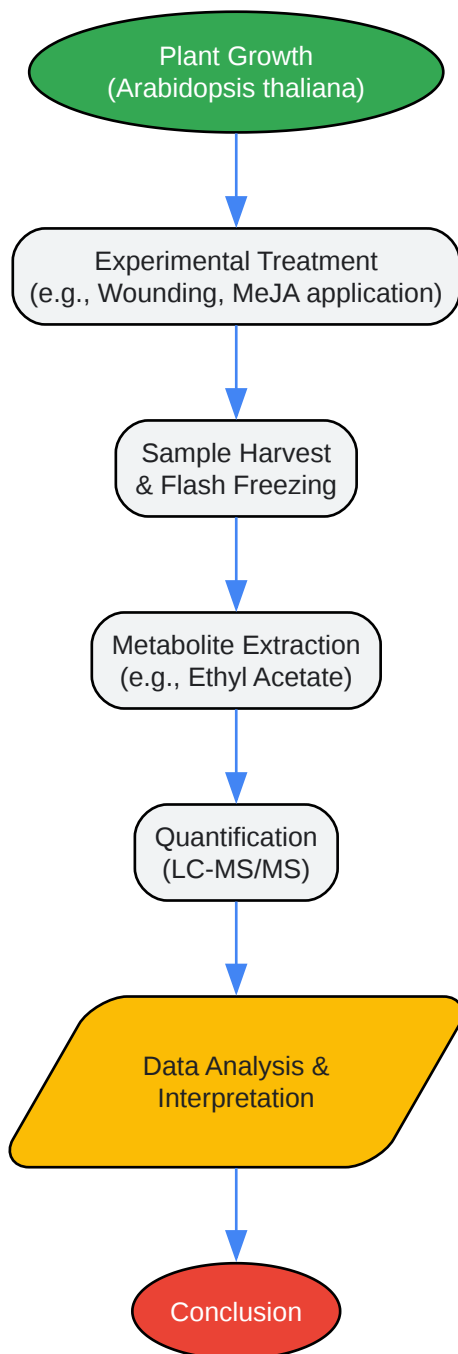 Plant Growth
(Arabidopsis thaliana)
Experimental Treatment
(e.g., Wounding, MeJA application)
Sample Harvest
& Flash Freezing
Metabolite Extraction
(e.g., Ethyl Acetate)
Quantification
(LC-MS/MS)
Data Analysis &
Interpretation
Conclusion